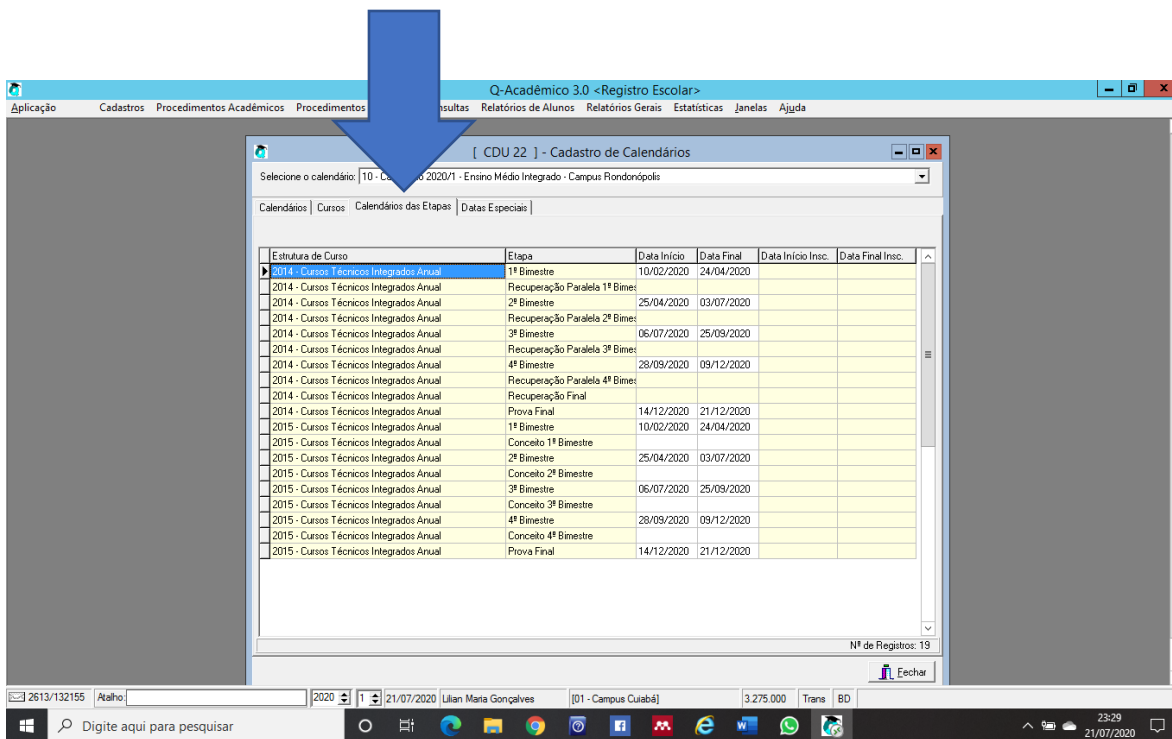 Q-Acadêmico 3.0 <Registro Escolar>
Aplicação Cadastros Procedimentos Acadêmicos Procedimentos nsultas Relatórios de Alunos Relatórios Gerais Estatísticas Janelas Ajuda
[ CDU 22 ] - Cadastro de Calendários
Selecione o calendário: 10 - C 2020/1 - Ensino Médio Integrado - Campus Rondonópolis
Calendários Cursos Calendários das Etapas Datas Especiais
Estrutura de Curso Etapa Data Início Data Final Data Início Insc. Data Final Insc.
2014 - Cursos Técnicos Integrados Anual 1º Bimestre 10/02/2020 24/04/2020
2014 - Cursos Técnicos Integrados Anual Recuperação Paralela 1º Bimes
2014 - Cursos Técnicos Integrados Anual 2º Bimestre 25/04/2020 03/07/2020
2014 - Cursos Técnicos Integrados Anual Recuperação Paralela 2º Bimes
2014 - Cursos Técnicos Integrados Anual 3º Bimestre 06/07/2020 25/09/2020
2014 - Cursos Técnicos Integrados Anual Recuperação Paralela 3º Bimes
2014 - Cursos Técnicos Integrados Anual 4º Bimestre 28/09/2020 09/12/2020
2014 - Cursos Técnicos Integrados Anual Recuperação Paralela 4º Bimes
2014 - Cursos Técnicos Integrados Anual Recuperação Final
2014 - Cursos Técnicos Integrados Anual Prova Final 14/12/2020 21/12/2020
2015 - Cursos Técnicos Integrados Anual 1º Bimestre 10/02/2020 24/04/2020
2015 - Cursos Técnicos Integrados Anual Conceito 1º Bimestre
2015 - Cursos Técnicos Integrados Anual 2º Bimestre 25/04/2020 03/07/2020
2015 - Cursos Técnicos Integrados Anual Conceito 2º Bimestre
2015 - Cursos Técnicos Integrados Anual 3º Bimestre 06/07/2020 25/09/2020
2015 - Cursos Técnicos Integrados Anual Conceito 3º Bimestre
2015 - Cursos Técnicos Integrados Anual 4º Bimestre 28/09/2020 09/12/2020
2015 - Cursos Técnicos Integrados Anual Conceito 4º Bimestre
2015 - Cursos Técnicos Integrados Anual Prova Final 14/12/2020 21/12/2020
Nº de Registros: 19
Fechar
2613/132155 Atalho: 2020 1 21/07/2020 Lilian Maria Gonçalves [01 - Campus Cuiabá] 3.275.000 Trans BD
Digite aqui para pesquisar
23:29
21/07/2020